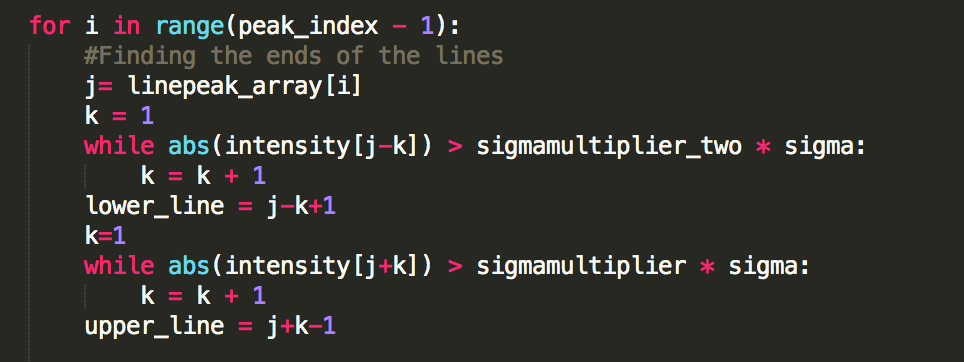 for i in range(peak_index - 1):
    #Finding the ends of the lines
    j= linepeak_array[i]
    k = 1
    while abs(intensity[j-k]) > sigmamultiplier_two * sigma:
        k = k + 1
    lower_line = j-k+1
    k=1
    while abs(intensity[j+k]) > sigmamultiplier * sigma:
        k = k + 1
    upper_line = j+k-1